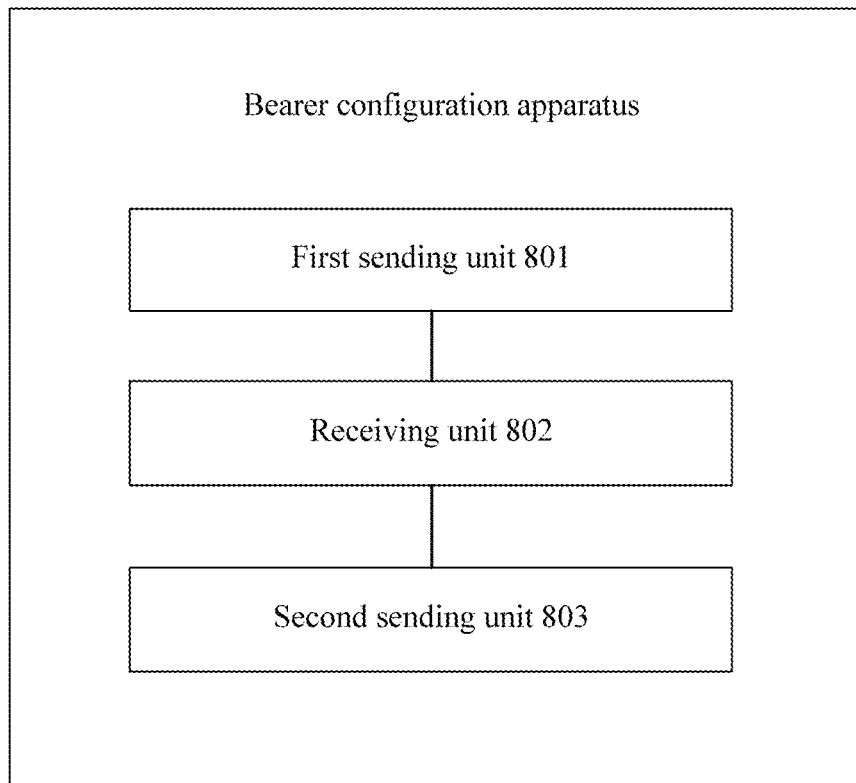 Bearer configuration apparatus
First sending unit 801
Receiving unit 802
Second sending unit 803